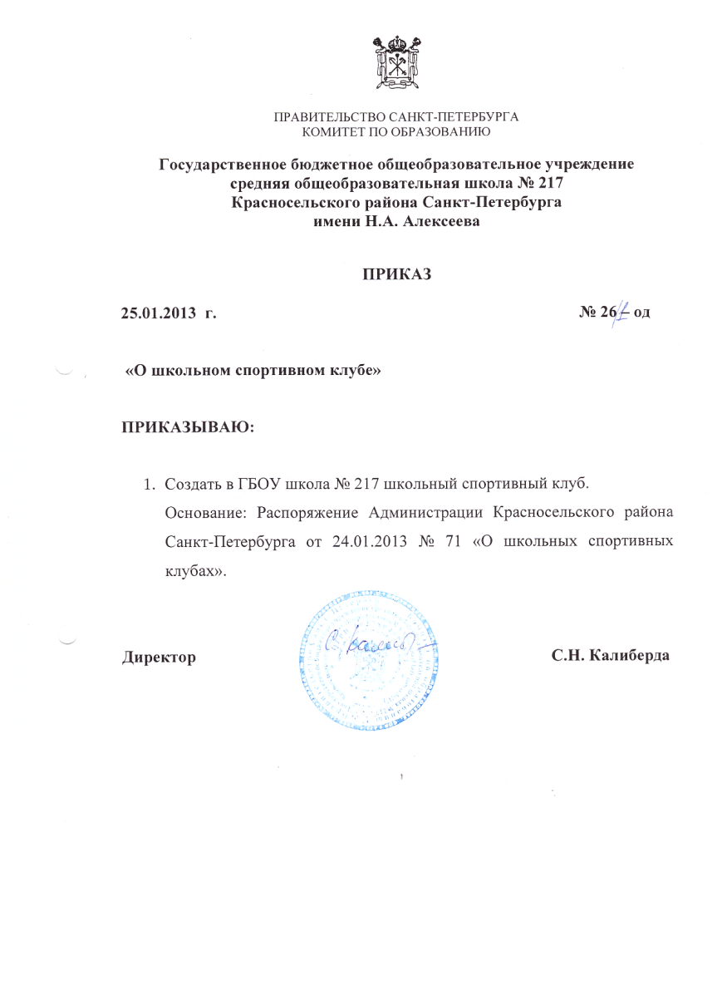 ПРАВИТЕЛЬСТВО САНКТ-ПЕТЕРБУРГА
КОМИТЕТ ПО ОБРАЗОВАНИЮ
Государственное бюджетное общеобразовательное учреждение
средняя общеобразовательная школа № 217
Красносельского района Санкт-Петербурга
имени Н.А. Алексеева
ПРИКАЗ
25.01.2013 г. № 26/1– од
«О школьном спортивном клубе»
ПРИКАЗЫВАЮ:
1. Создать в ГБОУ школа № 217 школьный спортивный клуб.
Основание: Распоряжение Администрации Красносельского района
Санкт-Петербурга от 24.01.2013 № 71 «О школьных спортивных
клубах».
Директор С.Н. Калиберда